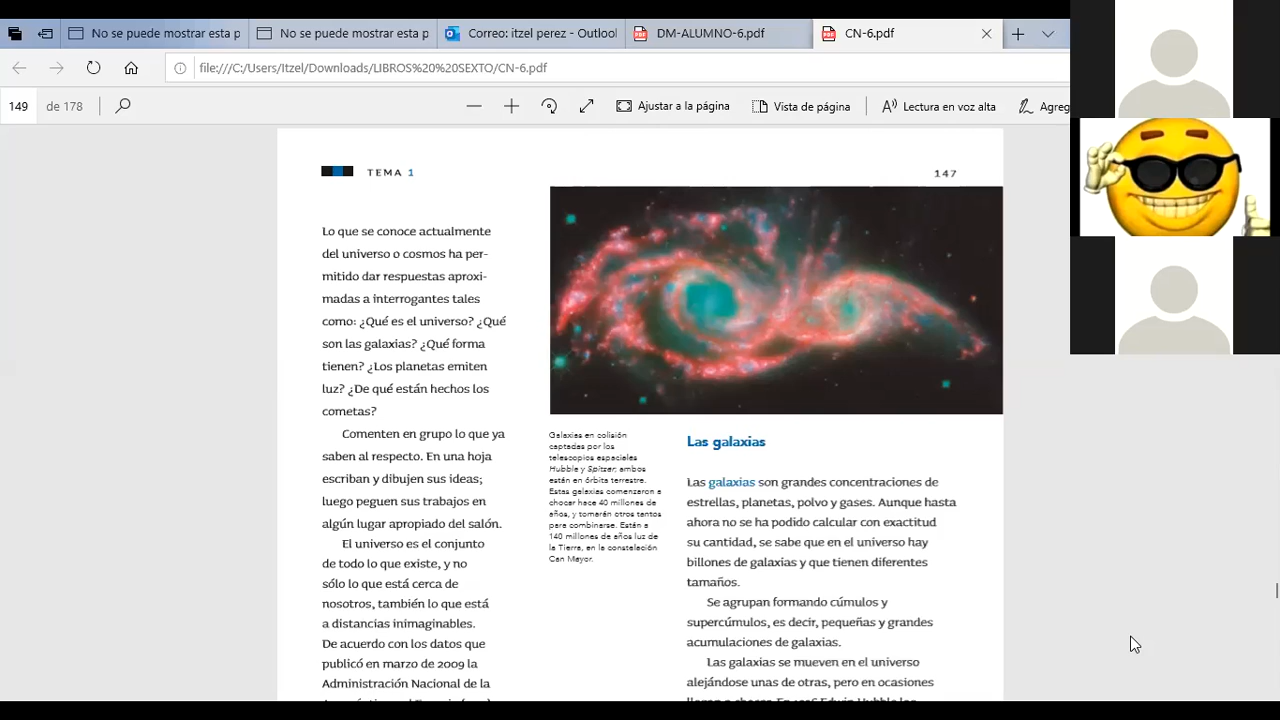 No se puede mostrar esta p
No se puede mostrar esta p
Correo: itzel perez - Outlool
DM-ALUMNO-6.pdf
CN-6.pdf
file:///C:/Users/Itzel/Downloads/LIBROS%20%20SEXTO/CN-6.pdf
149 de 178
Ajustar a la página
Vista de página
Lectura en voz alta
Agreg
TEMA 1
147
Lo que se conoce actualmente
del universo o cosmos ha per-
mitido dar respuestas aproxi-
madas a interrogantes tales
como: ¿Qué es el universo? ¿Qué
son las galaxias? ¿Qué forma
tienen? ¿Los planetas emiten
luz? ¿De qué están hechos los
cometas?
Comenten en grupo lo que ya
saben al respecto. En una hoja
escriban y dibujen sus ideas;
luego peguen sus trabajos en
algún lugar apropiado del salón.
El universo es el conjunto
de todo lo que existe, y no
sólo lo que está cerca de
nosotros, también lo que está
a distancias inimaginables.
De acuerdo con los datos que
publicó en marzo de 2009 la
Administración Nacional de la
Galaxias en colisión
captadas por los
telescopios espaciales
Hubble y Spitzer; ambos
están en órbita terrestre.
Estas galaxias comenzaron a
chocar hace 40 millones de
años, y tomarán otros tantos
para combinarse. Están a
140 millones de años luz de
la Tierra, en la constelación
Can Mayor.
Las galaxias
Las galaxias son grandes concentraciones de
estrellas, planetas, polvo y gases. Aunque hasta
ahora no se ha podido calcular con exactitud
su cantidad, se sabe que en el universo hay
billones de galaxias y que tienen diferentes
tamaños.
Se agrupan formando cúmulos y
supercúmulos, es decir, pequeñas y grandes
acumulaciones de galaxias.
Las galaxias se mueven en el universo
alejándose unas de otras, pero en ocasiones